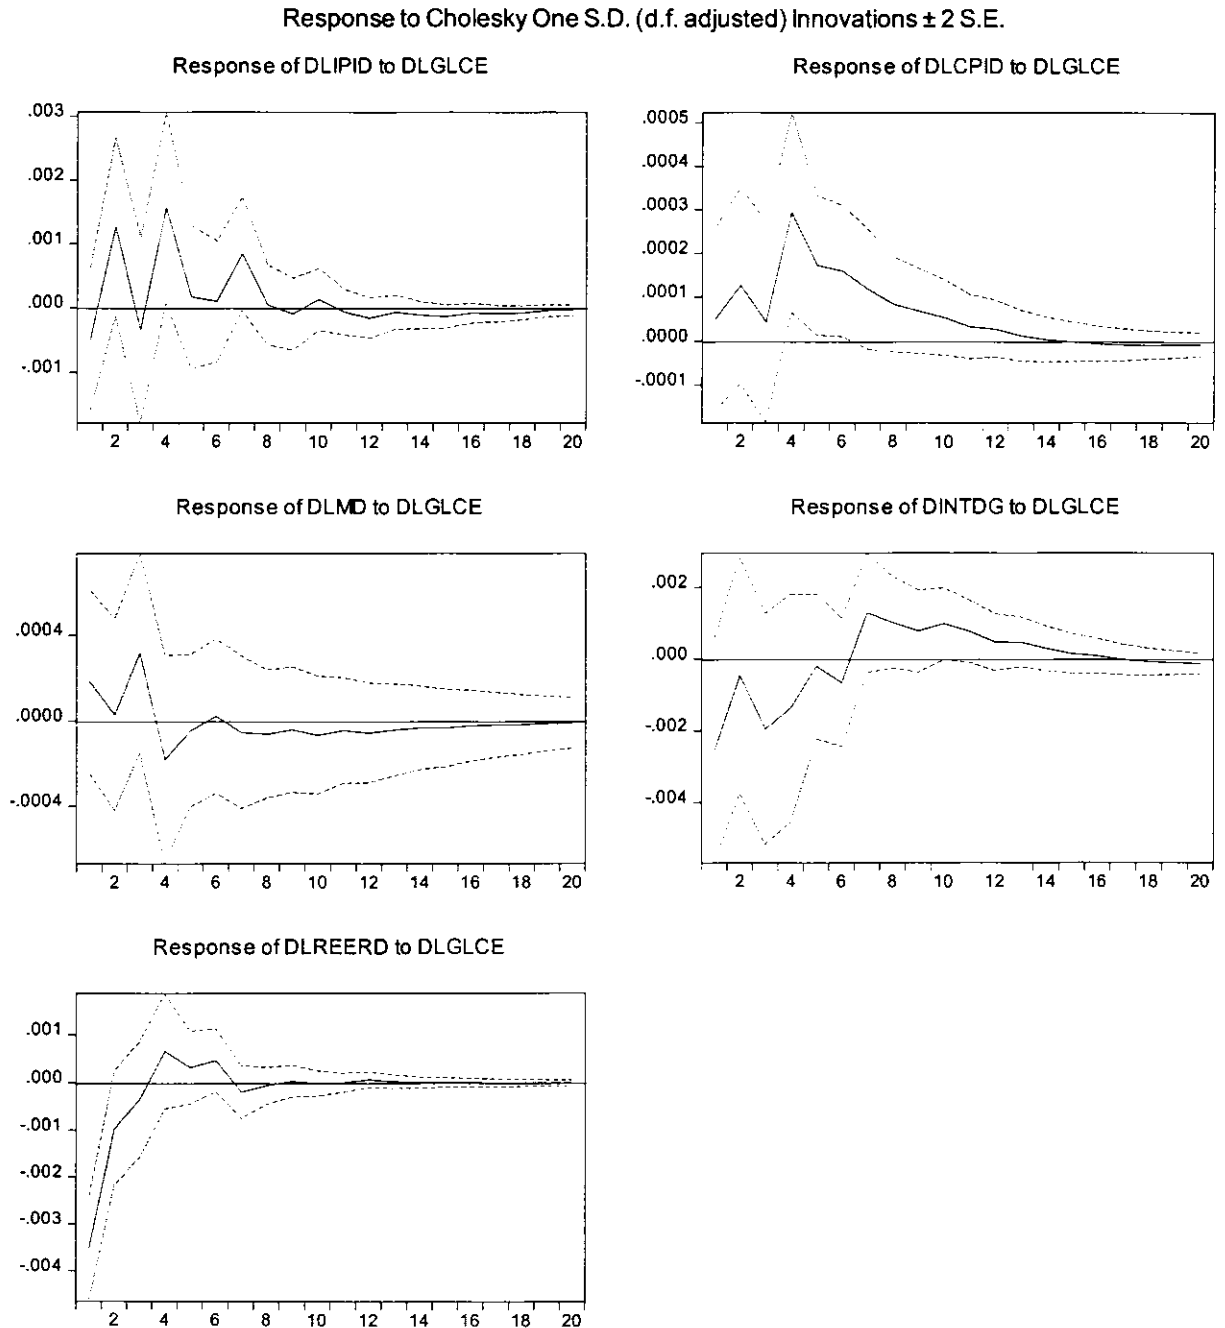 Response to Cholesky One S.D. (d.f. adjusted) Innovations ± 2 S.E.
Response of DLIPID to DLGLCE
.003
.002
.001
.000
-.001
2 4 6 8 10 12 14 16 18 20
Response of DLCPID to DLGLCE
.0005
.0004
.0003
.0002
.0001
.0000
-.0001
2 4 6 8 10 12 14 16 18 20
Response of DLMD to DLGLCE
.0004
.0000
-.0004
2 4 6 8 10 12 14 16 18 20
Response of DINTDG to DLGLCE
.002
.000
-.002
-.004
2 4 6 8 10 12 14 16 18 20
Response of DLREERD to DLGLCE
.001
.000
-.001
-.002
-.003
-.004
2 4 6 8 10 12 14 16 18 20